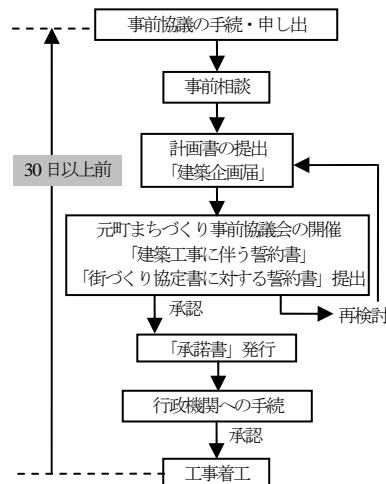 事前協議の手続・申し出
事前相談
30日以上前
計画書の提出
「建築企画届」
元町まちづくり事前協議会の開催
「建築工事に伴う誓約書」
「街づくり協定書に対する誓約書」提出
承認
再検討
「承諾書」発行
行政機関への手続
承認
工事着工